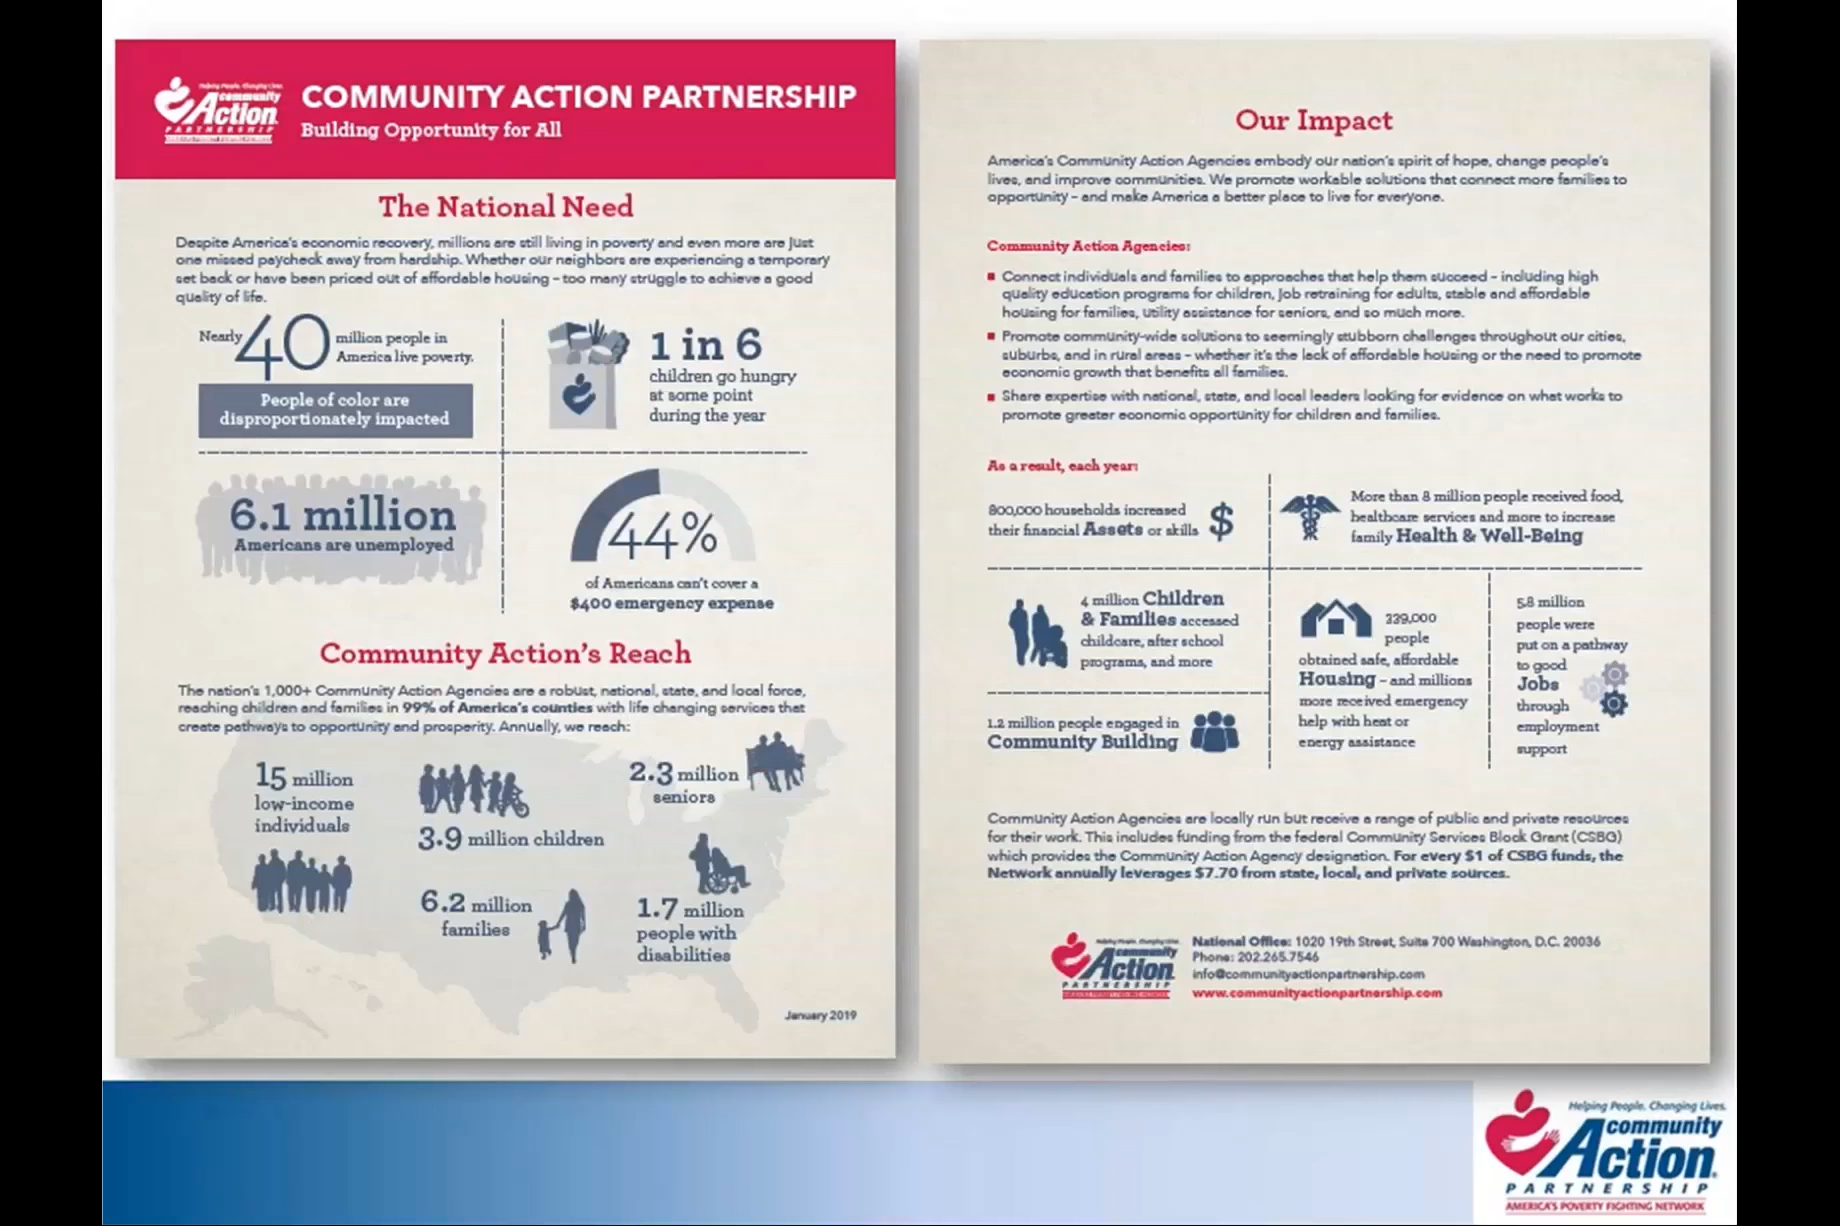 Helping People. Changing Lives.
community
Action
PARTNERSHIP
COMMUNITY ACTION PARTNERSHIP
Building Opportunity for All
The National Need
Despite America's economic recovery, millions are still living in poverty and even more are just
one missed paycheck away from hardship. Whether our neighbors are experiencing a temporary
set back or have been priced out of affordable housing – too many struggle to achieve a good
quality of life.
Nearly 40 million people in
America live poverty.
People of color are
disproportionately impacted
1 in 6
children go hungry
at some point
during the year
6.1 million
Americans are unemployed
44%
of Americans can't cover a
$400 emergency expense
Community Action's Reach
The nation's 1,000+ Community Action Agencies are a robust, national, state, and local force,
reaching children and families in 99% of America's counties with life changing services that
create pathways to opportunity and prosperity. Annually, we reach:
15 million
low-income
individuals
3.9 million children
2.3 million
seniors
6.2 million
families
1.7 million
people with
disabilities
January 2019
Our Impact
America's Community Action Agencies embody our nation's spirit of hope, change people's
lives, and improve communities. We promote workable solutions that connect more families to
opportunity – and make America a better place to live for everyone.
Community Action Agencies:
Connect individuals and families to approaches that help them succeed – including high
quality education programs for children, job retraining for adults, stable and affordable
housing for families, utility assistance for seniors, and so much more.
Promote community-wide solutions to seemingly stubborn challenges throughout our cities,
suburbs, and in rural areas – whether it's the lack of affordable housing or the need to promote
economic growth that benefits all families.
Share expertise with national, state, and local leaders looking for evidence on what works to
promote greater economic opportunity for children and families.
As a result, each year:
800,000 households increased
their financial Assets or skills
$
More than 8 million people received food,
healthcare services and more to increase
family Health & Well-Being
4 million Children
& Families accessed
childcare, after school
programs, and more
1.2 million people engaged in
Community Building
339,000
people
obtained safe, affordable
Housing – and millions
more received emergency
help with heat or
energy assistance
5.8 million
people were
put on a pathway
to good
Jobs
through
employment
support
Community Action Agencies are locally run but receive a range of public and private resources
for their work. This includes funding from the federal Community Services Block Grant (CSBG)
which provides the Community Action Agency designation. For every $1 of CSBG funds, the
Network annually leverages $7.70 from state, local, and private sources.
Helping People. Changing Lives.
community
Action
PARTNERSHIP
National Office: 1020 19th Street, Suite 700 Washington, D.C. 20036
Phone: 202.265.7546
info@communityactionpartnership.com
www.communityactionpartnership.com
Helping People. Changing Lives.
community
Action
PARTNERSHIP
AMERICA'S POVERTY FIGHTING NETWORK